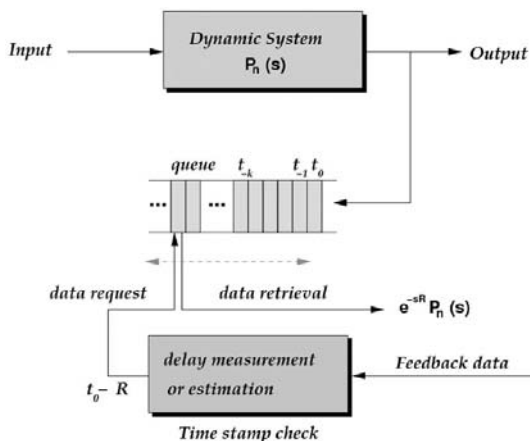 Dynamic System
Input
Output
P_n (s)
queue t_-k t_-1 t_0
... ...
data request data retrieval
e^-sR P_n (s)
delay measurement
or estimation
Feedback data
t_0 - R
Time stamp check